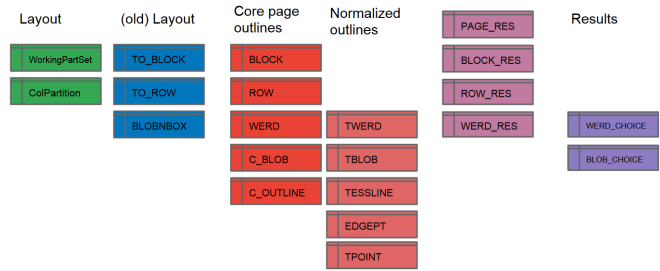 Layout
(old) Layout
Core page
outlines
Normalized
outlines
Results
WorkingPartSet
ColPartition
TO_BLOCK
TO_ROW
BLOBNBOX
BLOCK
ROW
WERD
C_BLOB
C_OUTLINE
TWERD
TBLOB
TESSLINE
EDGEPT
TPOINT
PAGE_RES
BLOCK_RES
ROW_RES
WERD_RES
WERD_CHOICE
BLOB_CHOICE